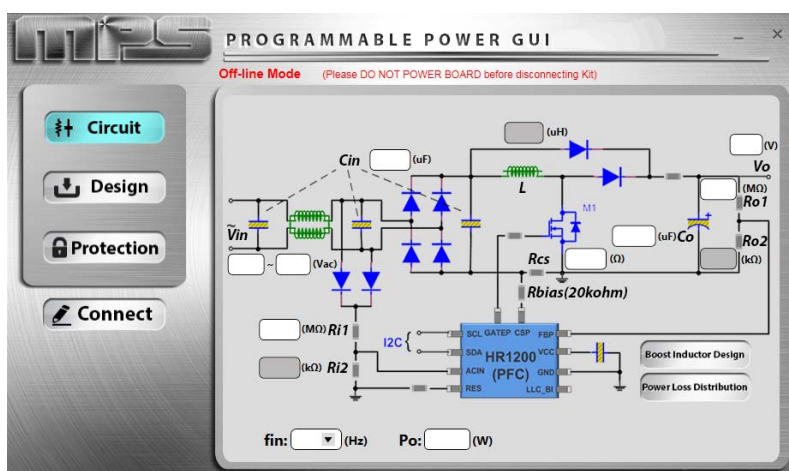 mps
PROGRAMMABLE POWER GUI
Off-line Mode (Please DO NOT POWER BOARD before disconnecting Kit)
Circuit
Design
Protection
Connect
(uH)
(V)
Vo
Cin (uF)
L
(MΩ)
Ro1
M1
~
Vin
(uF) Co
Ro2
(kΩ)
~ (Vac)
Rcs (Ω)
Rbias(20kohm)
(MΩ) Ri1
I2C
SCL GATEP CSP FBP
SDA HR1200 VCC
(kΩ) Ri2
ACIN (PFC) GND
RES LLC_BI
Boost Inductor Design
Power Loss Distribution
fin: (Hz) Po: (W)